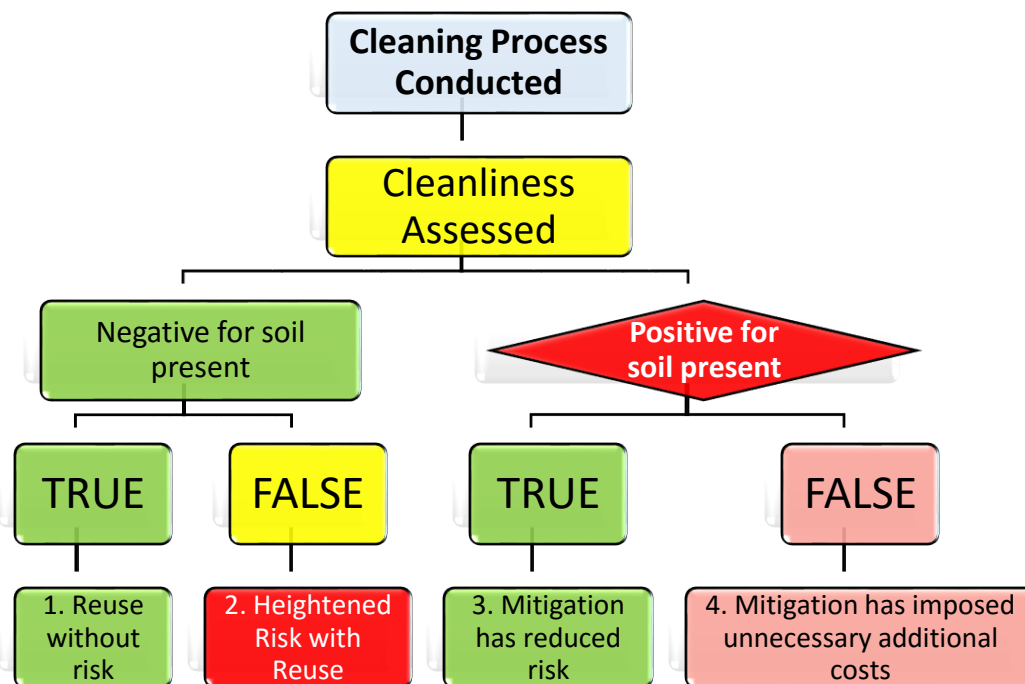 Cleaning Process
Conducted
Cleanliness
Assessed
Negative for soil
present
Positive for
soil present
TRUE
FALSE
TRUE
FALSE
1. Reuse
without
risk
2. Heightened
Risk with
Reuse
3. Mitigation
has reduced
risk
4. Mitigation has imposed
unnecessary additional
costs